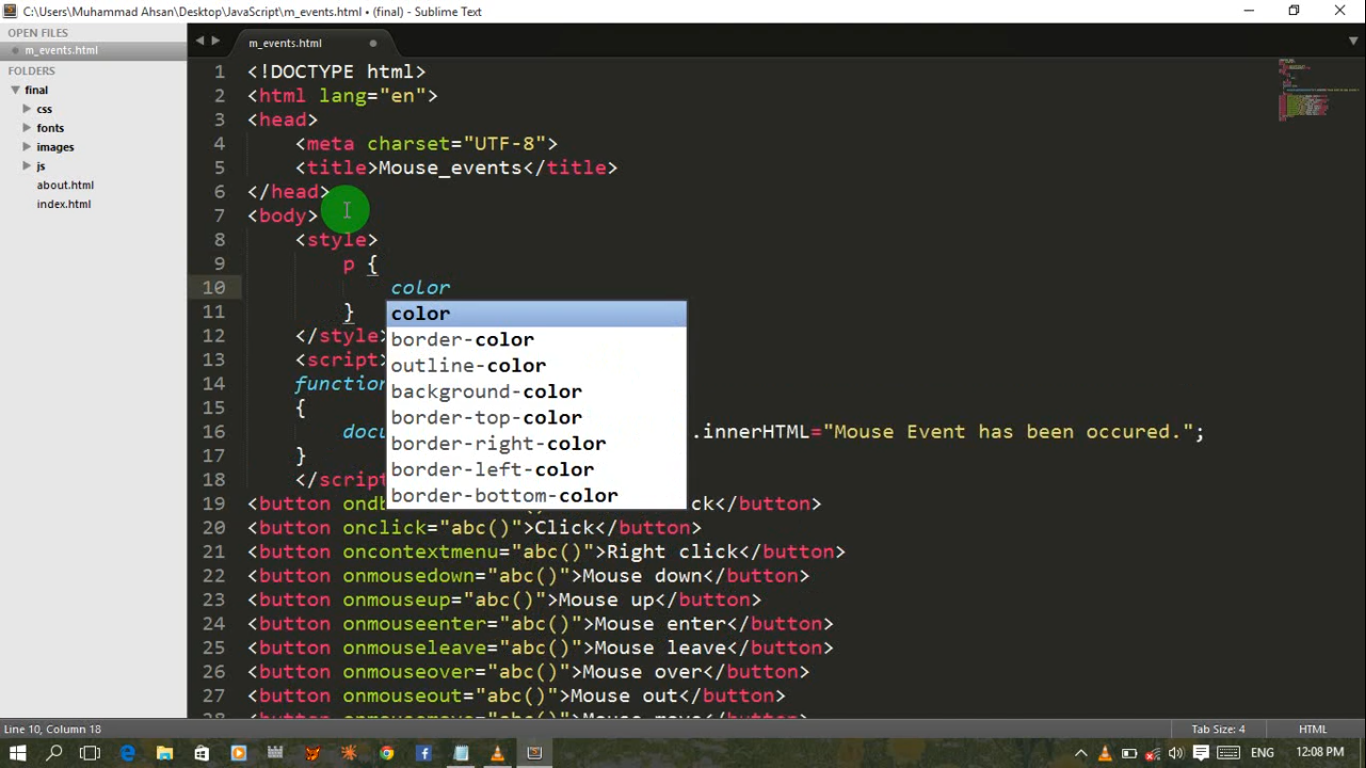 C:\Users\Muhammad Ahsan\Desktop\JavaScript\m_events.html • (final) - Sublime Text
OPEN FILES
m_events.html
FOLDERS
final
css
fonts
images
js
about.html
index.html
m_events.html
1 <!DOCTYPE html>
2 <html lang="en">
3 <head>
4 <meta charset="UTF-8">
5 <title>Mouse_events</title>
6 </head>
7 <body>
8 <style>
9 p {
10 color
11 }
12 </style>
13 <script>
14 function
15 {
16 docu .innerHTML="Mouse Event has been occured.";
17 }
18 </script
color
border-color
outline-color
background-color
border-top-color
border-right-color
border-left-color
border-bottom-color
19 <button ondb ck</button>
20 <button onclick="abc()">Click</button>
21 <button oncontextmenu="abc()">Right click</button>
22 <button onmousedown="abc()">Mouse down</button>
23 <button onmouseup="abc()">Mouse up</button>
24 <button onmouseenter="abc()">Mouse enter</button>
25 <button onmouseleave="abc()">Mouse leave</button>
26 <button onmouseover="abc()">Mouse over</button>
27 <button onmouseout="abc()">Mouse out</button>
Line 10, Column 18
Tab Size: 4
HTML
ENG
12:08 PM